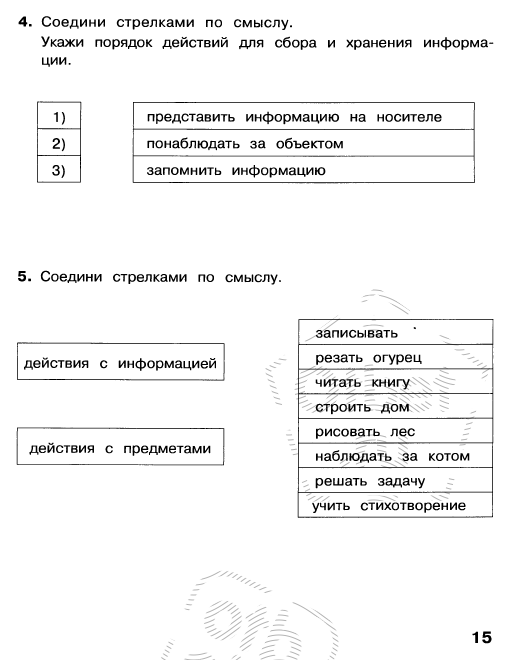 4. Соедини стрелками по смыслу.
Укажи порядок действий для сбора и хранения информа-
ции.
1) представить информацию на носителе
2) понаблюдать за объектом
3) запомнить информацию
5. Соедини стрелками по смыслу.
записывать
действия с информацией
резать огурец
читать книгу
строить дом
рисовать лес
действия с предметами
наблюдать за котом
решать задачу
учить стихотворение
15